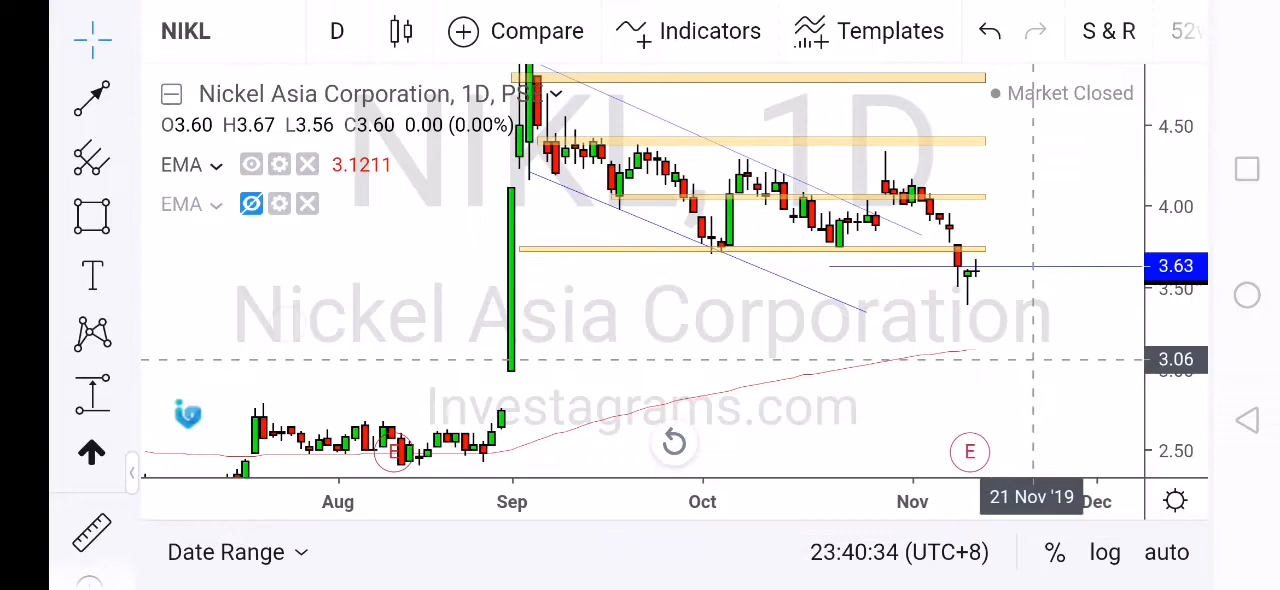 NIKL D Compare Indicators Templates S & R 52w
Nickel Asia Corporation, 1D, PSE
Market Closed
O3.60 H3.67 L3.56 C3.60 0.00 (0.00%)
EMA 3.1211
EMA
NIKL, 1D
Nickel Asia Corporation
Investagrams.com
4.50
4.00
3.63
3.50
3.06
3.00
2.50
E
E
T
Aug Sep Oct Nov 21 Nov '19 Dec
Date Range 23:40:34 (UTC+8) % log auto